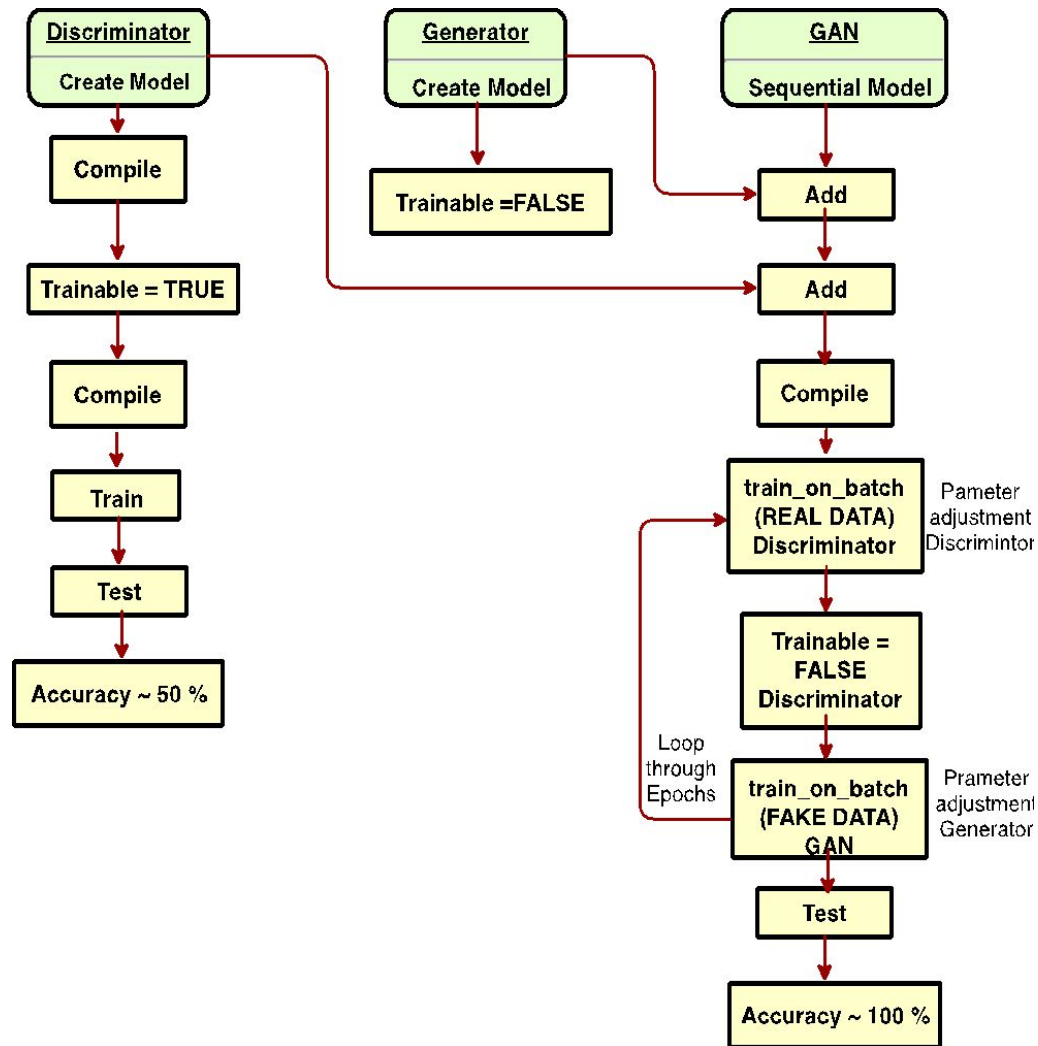 Discriminator
Create Model
Compile
Trainable = TRUE
Compile
Train
Test
Accuracy ~ 50 %
Generator
Create Model
Trainable =FALSE
GAN
Sequential Model
Add
Add
Compile
train_on_batch
(REAL DATA)
Discriminator
Pameter
adjustment
Discrimintor
Trainable =
FALSE
Discriminator
Loop
through
Epochs
train_on_batch
(FAKE DATA)
GAN
Prameter
adjustment
Generator
Test
Accuracy ~ 100 %